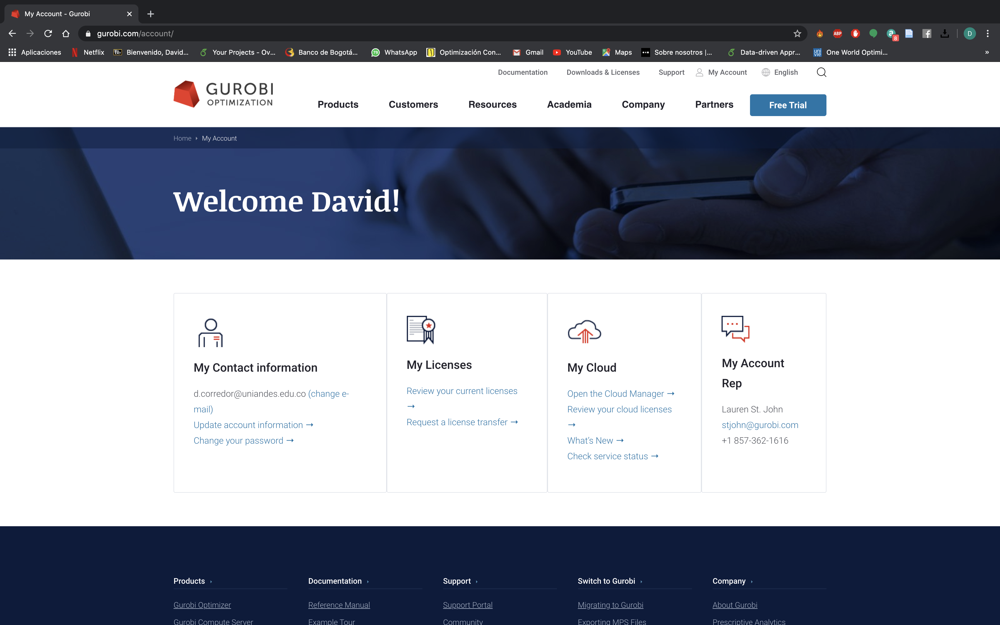 My Account - Gurobi
gurobi.com/account/
ABP
8
D
Aplicaciones
Netflix
Bb
Bienvenido, David...
Your Projects - Ov...
Banco de Bogotá...
79
WhatsApp
Optimización Con...
Gmail
YouTube
Maps
Sobre nosotros |...
Data-driven Appr...
uni
vie
One World Optimi...
»
Documentation
Downloads & Licenses
Support
My Account
English
GUROBI
OPTIMIZATION
Products
Customers
Resources
Academia
Company
Partners
Free Trial
Home
My Account
Welcome David!
My Contact information
d.corredor@uniandes.edu.co (change e-
mail)
Update account information →
Change your password →
My Licenses
Review your current licenses
→
Request a license transfer →
My Cloud
Open the Cloud Manager →
Review your cloud licenses
→
What’s New →
Check service status →
My Account
Rep
Lauren St. John
stjohn@gurobi.com
+1 857-362-1616
Products
Documentation
Support
Switch to Gurobi
Company
Gurobi Optimizer
Reference Manual
Support Portal
Migrating to Gurobi
About Gurobi
Gurobi Compute Server
Example Tour
Community
Exporting MPS Files
Prescriptive Analytics